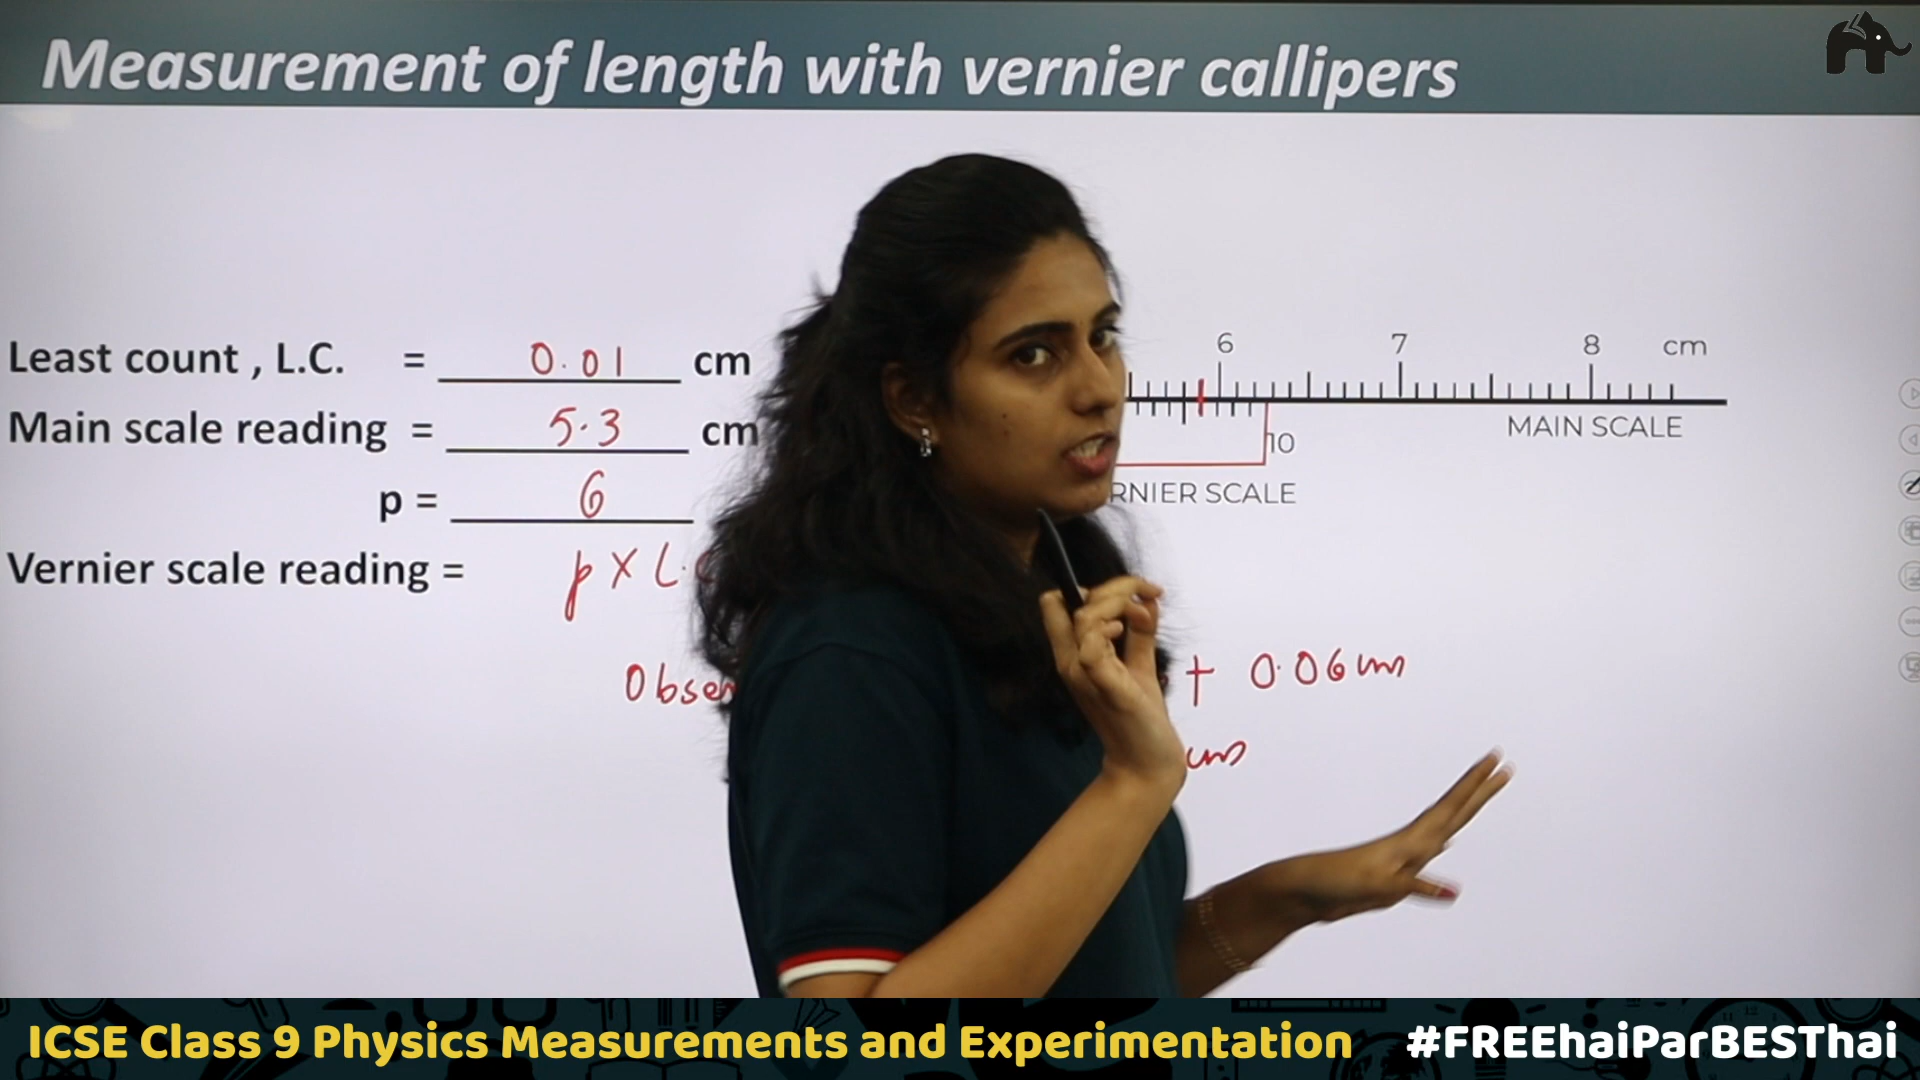 Measurement of length with vernier callipers
Least count , L.C. = 0.01 cm
Main scale reading = 5.3 cm
p = 6
Vernier scale reading = p X L.C
6 7 8 cm
MAIN SCALE
10
RNIER SCALE
Obser + 0.06 cm
cm
ICSE Class 9 Physics Measurements and Experimentation #FREEhaiParBESThai